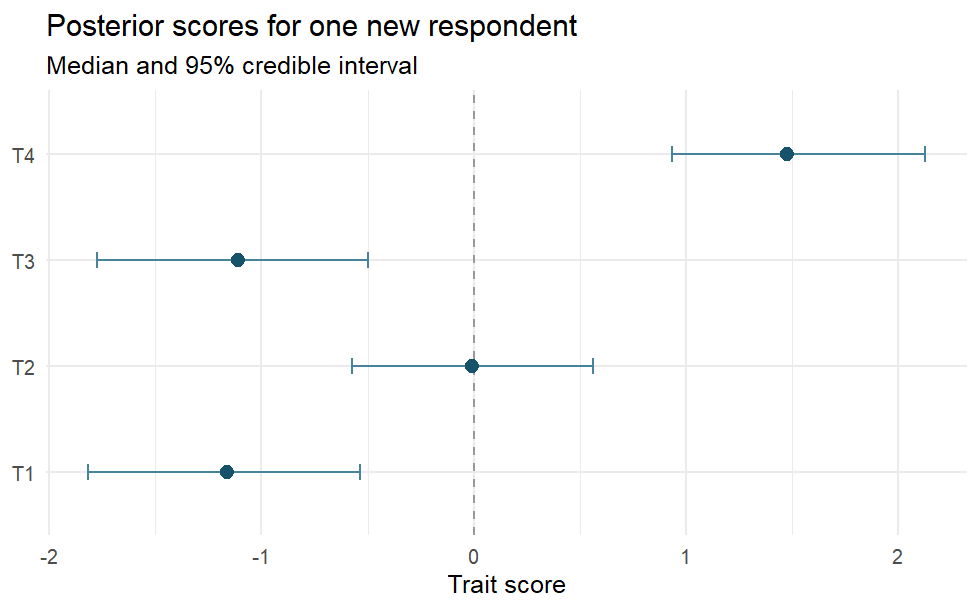 Posterior scores for one new respondent
Median and 95% credible interval
T4
T3
T2
T1
-2 -1 0 1 2
Trait score